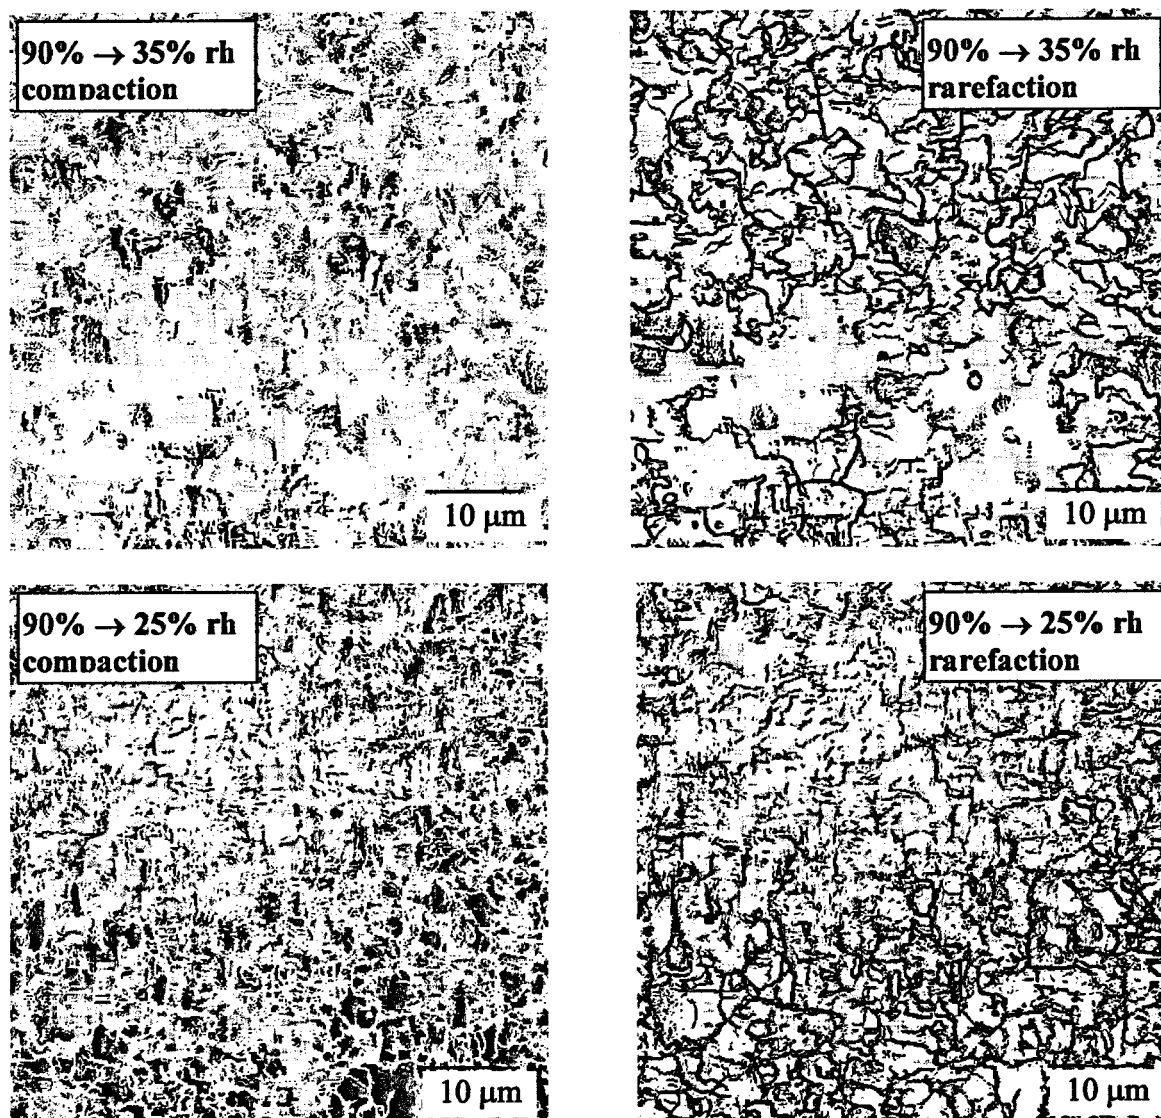 90% → 35% rh
compaction
90% → 35% rh
rarefaction
10 μm
10 μm
90% → 25% rh
compaction
90% → 25% rh
rarefaction
10 μm
10 μm